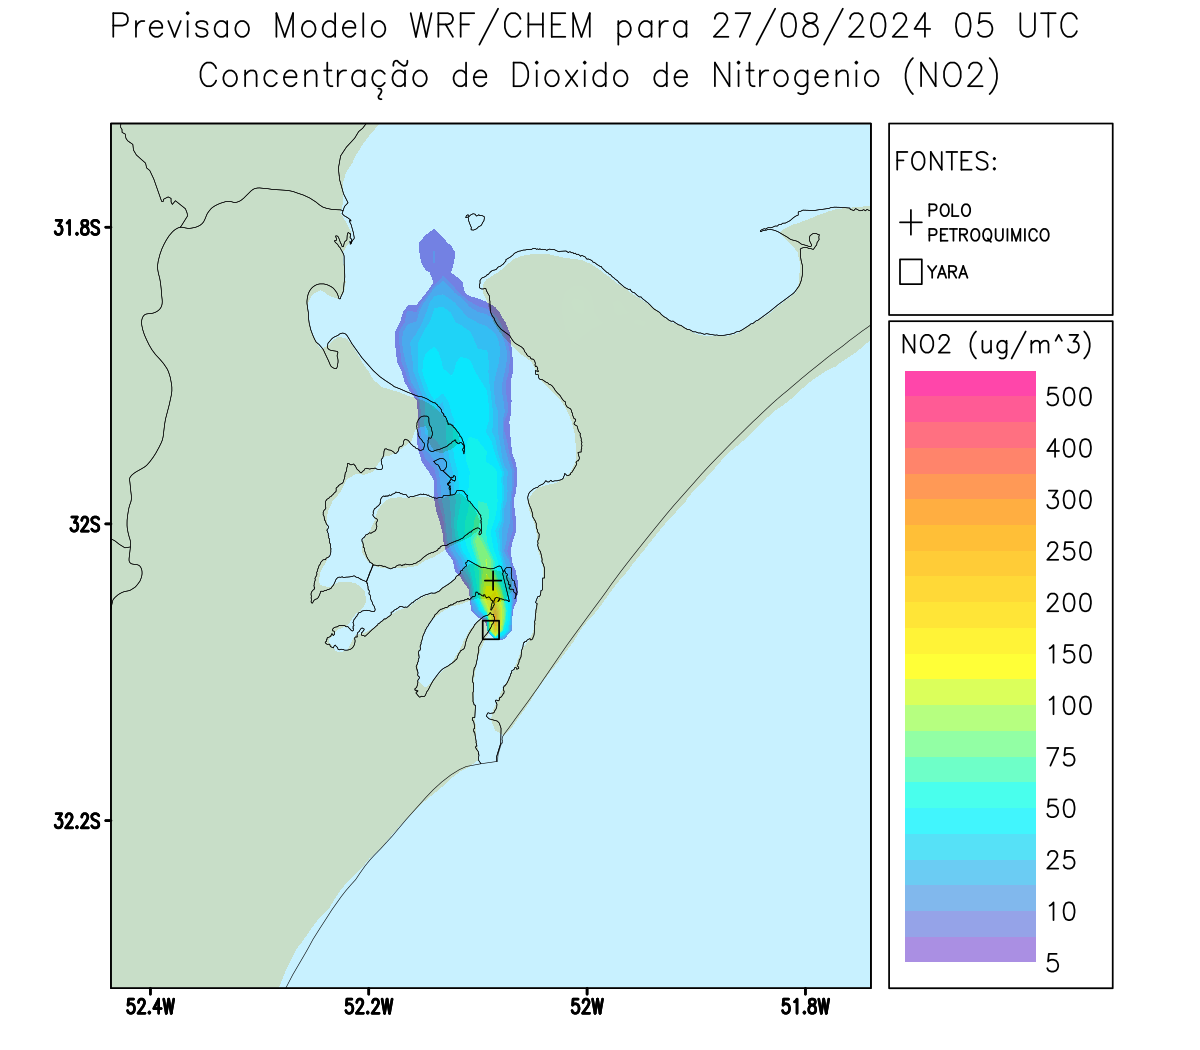 Previsao Modelo WRF/CHEM para 27/08/2024 05 UTC
Concentração de Dioxido de Nitrogenio (NO2)
FONTES:
POLO
PETROQUIMICO
YARA
31.8S
32S
32.2S
52.4W
52.2W
52W
51.8W
NO2 (ug/m^3)
500
400
300
250
200
150
100
75
50
25
10
5